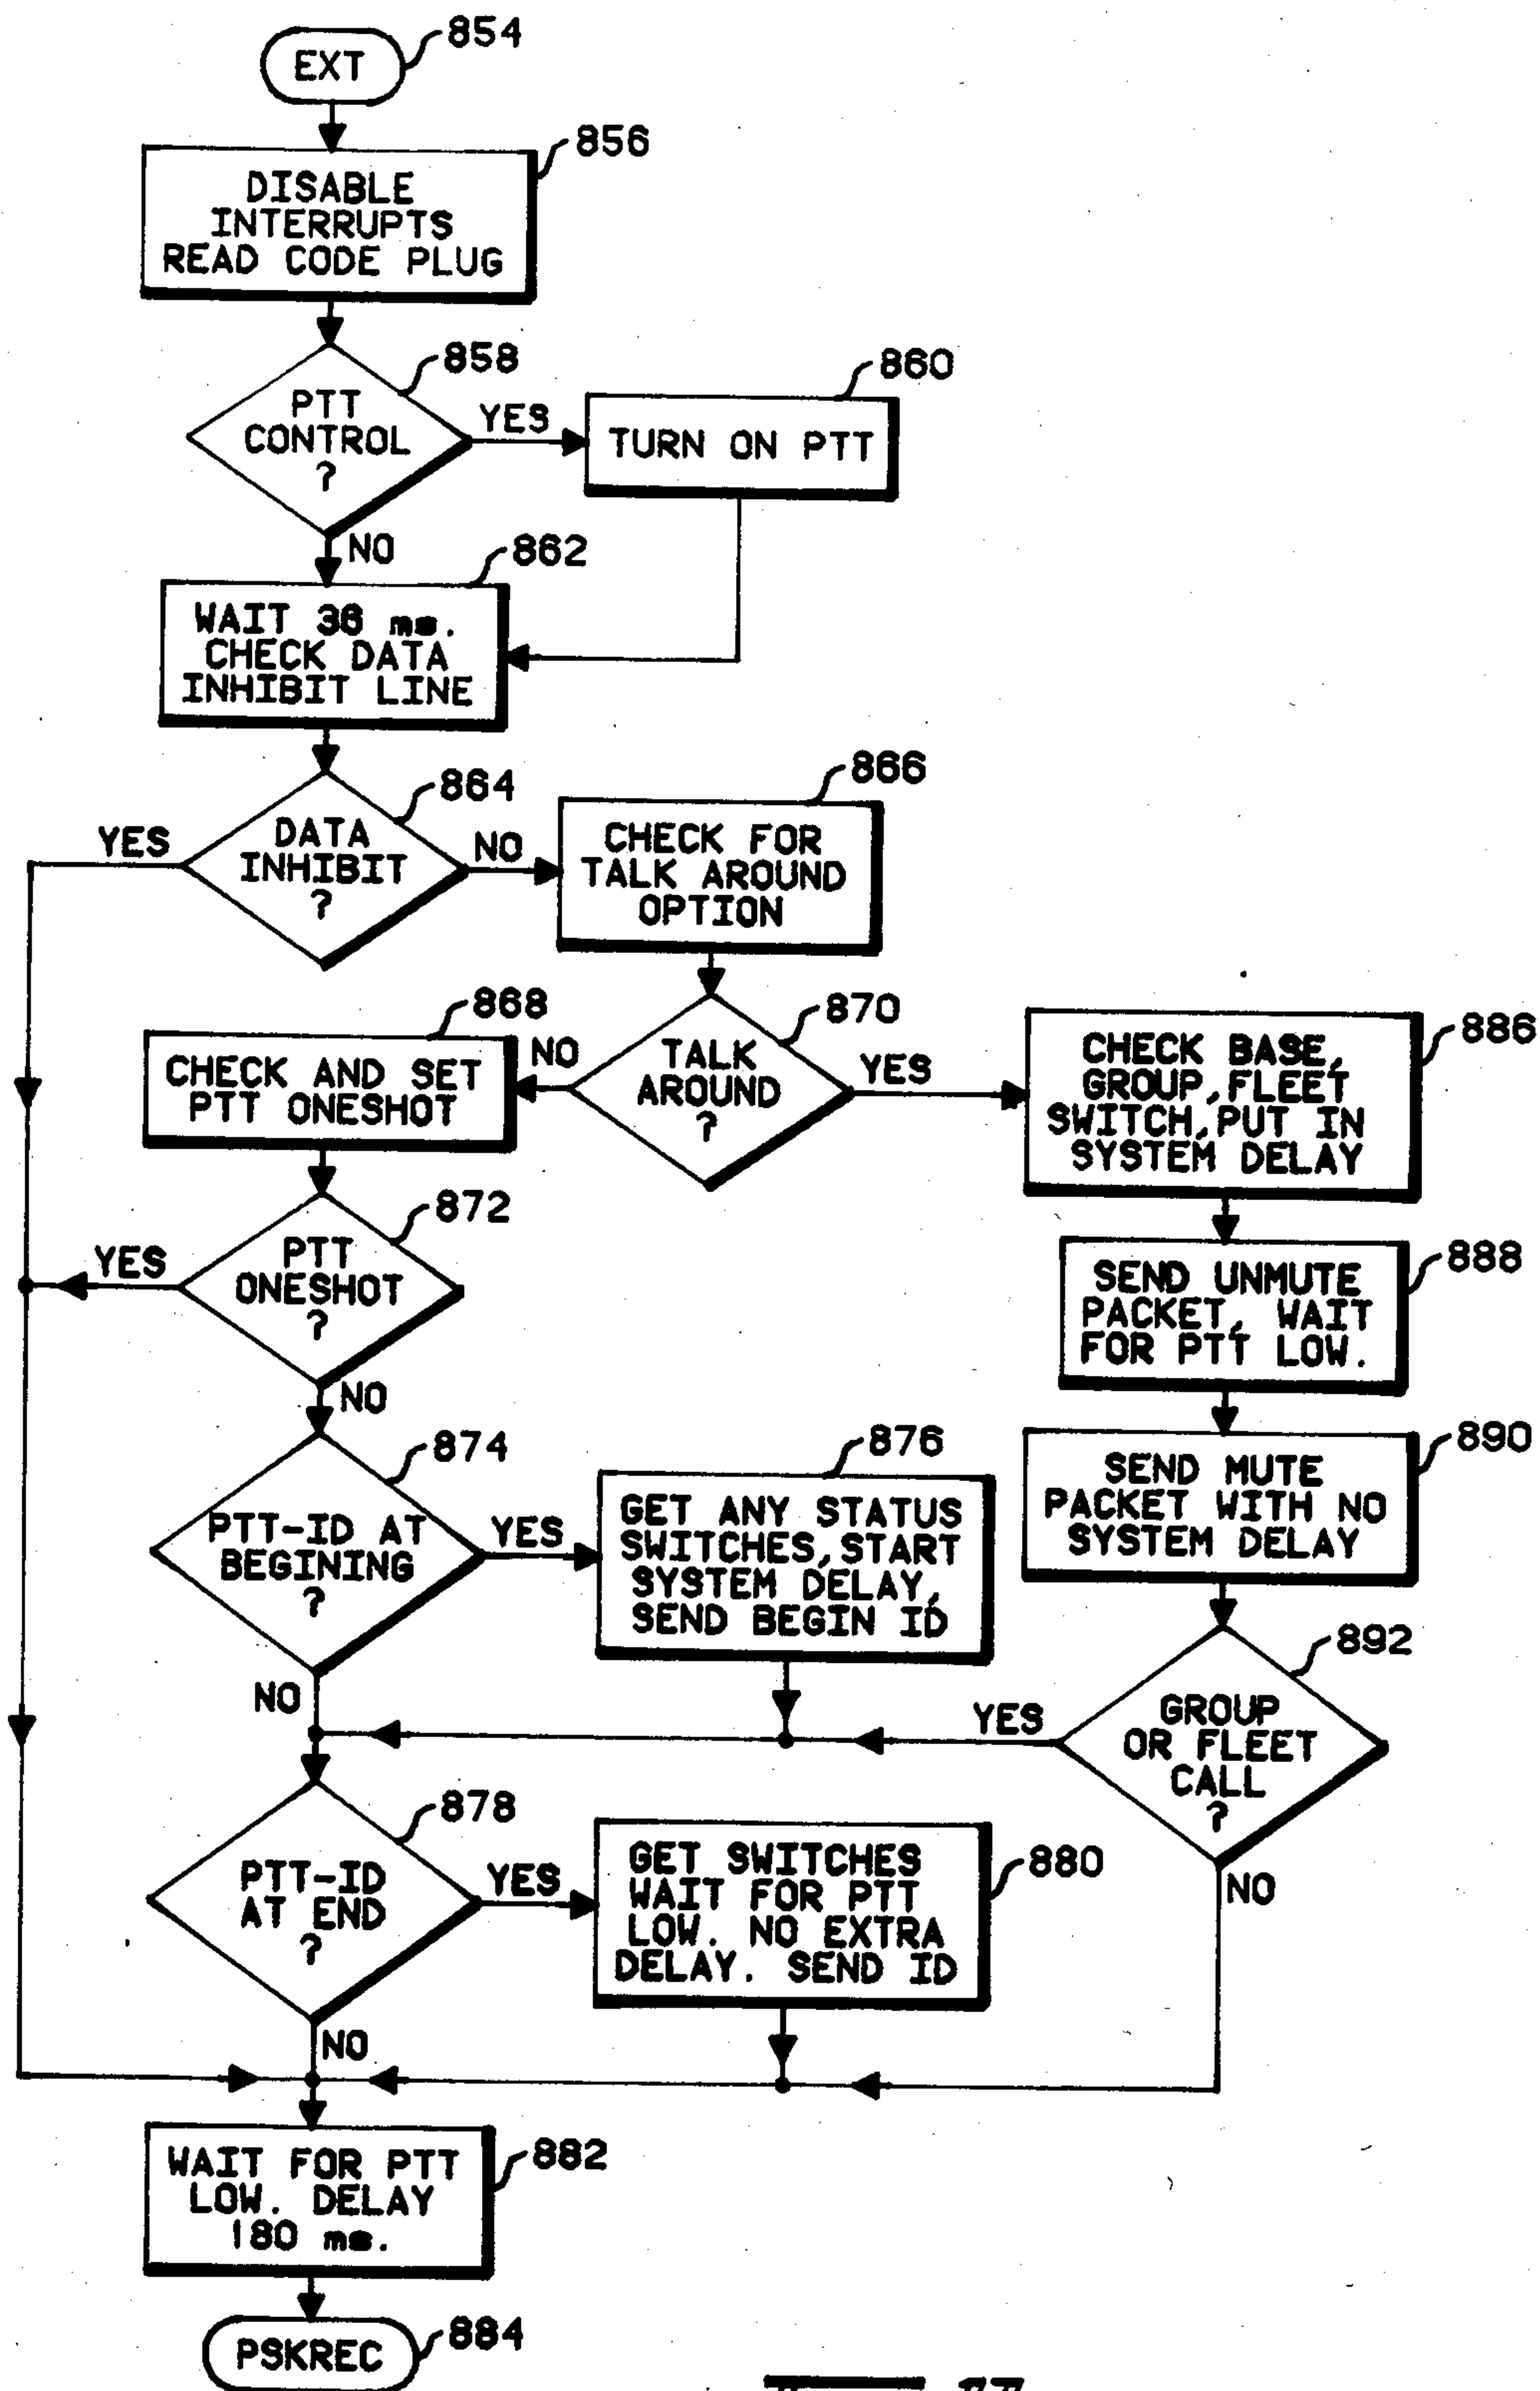 EXT
854
DISABLE
INTERRUPTS
READ CODE PLUG
856
PTT
CONTROL
?
858
YES
TURN ON PTT
860
NO
WAIT 36 ms.
CHECK DATA
INHIBIT LINE
862
DATA
INHIBIT
?
864
YES
NO
CHECK FOR
TALK AROUND
OPTION
866
CHECK AND SET
PTT ONESHOT
868
NO
TALK
AROUND
?
870
YES
CHECK BASE,
GROUP,FLEET
SWITCH,PUT IN
SYSTEM DELAY
886
PTT
ONESHOT
?
872
YES
NO
SEND UNMUTE
PACKET, WAIT
FOR PTT LOW.
888
PTT-ID AT
BEGINING
?
874
YES
NO
GET ANY STATUS
SWITCHES,START
SYSTEM DELAY,
SEND BEGIN ID
876
SEND MUTE
PACKET WITH NO
SYSTEM DELAY
890
GROUP
OR FLEET
CALL
?
892
YES
NO
PTT-ID
AT END
?
878
YES
NO
GET SWITCHES
WAIT FOR PTT
LOW. NO EXTRA
DELAY. SEND ID
880
WAIT FOR PTT
LOW. DELAY
180 ms.
882
PSKREC
884